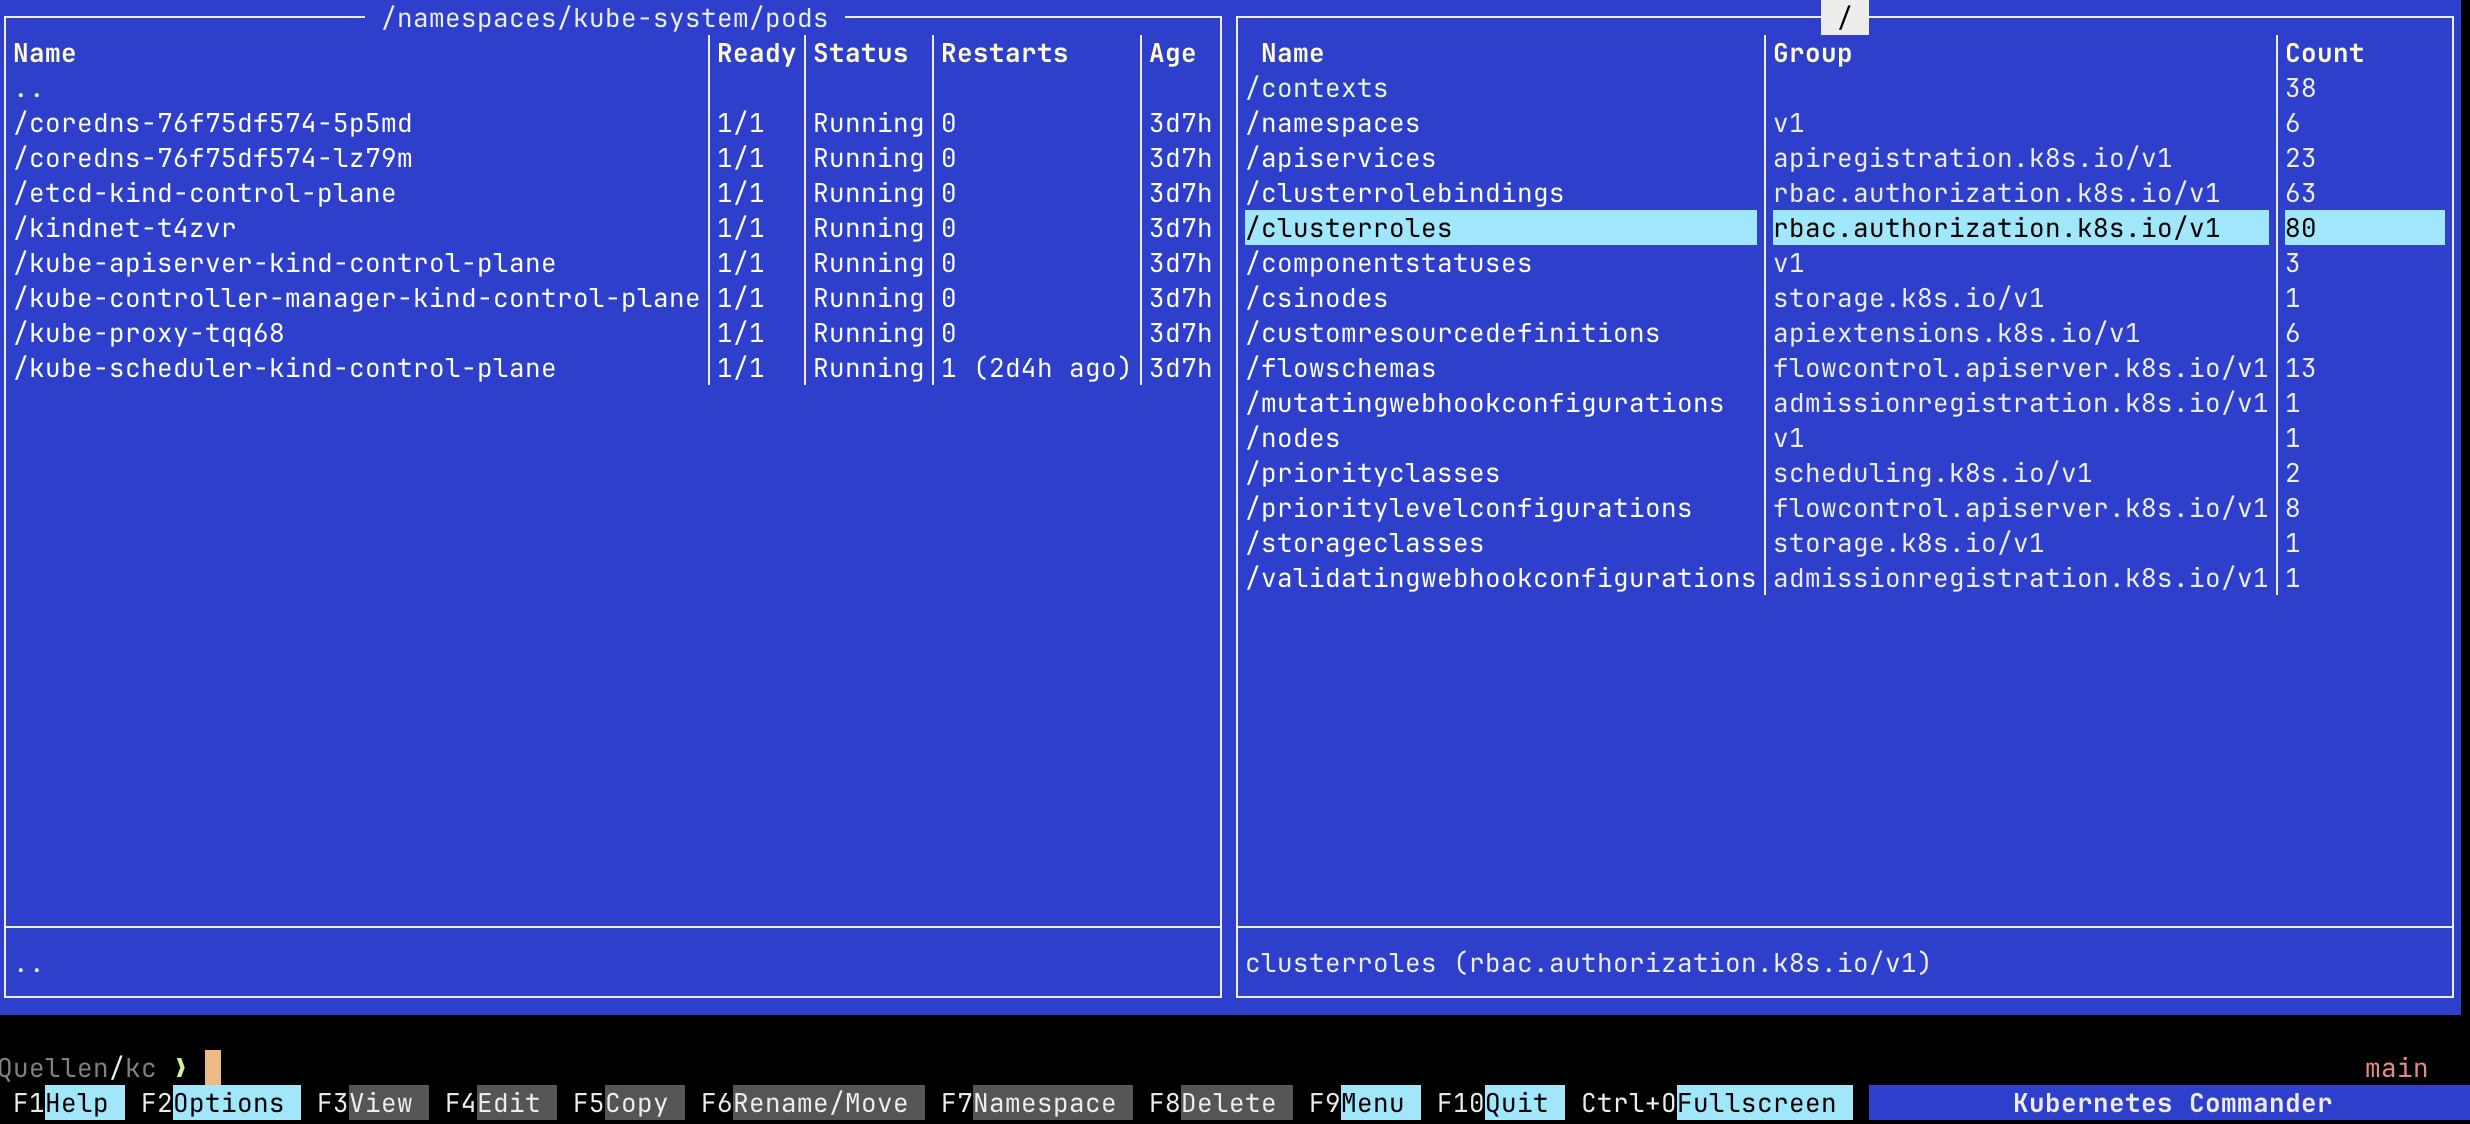 /namespaces/kube-system/pods
Name Ready Status Restarts Age
..
/coredns-76f75df574-5p5md 1/1 Running 0 3d7h
/coredns-76f75df574-lz79m 1/1 Running 0 3d7h
/etcd-kind-control-plane 1/1 Running 0 3d7h
/kindnet-t4zvr 1/1 Running 0 3d7h
/kube-apiserver-kind-control-plane 1/1 Running 0 3d7h
/kube-controller-manager-kind-control-plane 1/1 Running 0 3d7h
/kube-proxy-tqq68 1/1 Running 0 3d7h
/kube-scheduler-kind-control-plane 1/1 Running 1 (2d4h ago) 3d7h
..
/
Name Group Count
/contexts 38
/namespaces v1 6
/apiservices apiregistration.k8s.io/v1 23
/clusterrolebindings rbac.authorization.k8s.io/v1 63
/clusterroles rbac.authorization.k8s.io/v1 80
/componentstatuses v1 3
/csinodes storage.k8s.io/v1 1
/customresourcedefinitions apiextensions.k8s.io/v1 6
/flowschemas flowcontrol.apiserver.k8s.io/v1 13
/mutatingwebhookconfigurations admissionregistration.k8s.io/v1 1
/nodes v1 1
/priorityclasses scheduling.k8s.io/v1 2
/prioritylevelconfigurations flowcontrol.apiserver.k8s.io/v1 8
/storageclasses storage.k8s.io/v1 1
/validatingwebhookconfigurations admissionregistration.k8s.io/v1 1
clusterroles (rbac.authorization.k8s.io/v1)
Quellen/kc ❱ main
F1Help F2Options F3View F4Edit F5Copy F6Rename/Move F7Namespace F8Delete F9Menu F10Quit Ctrl+OFullscreen Kubernetes Commander